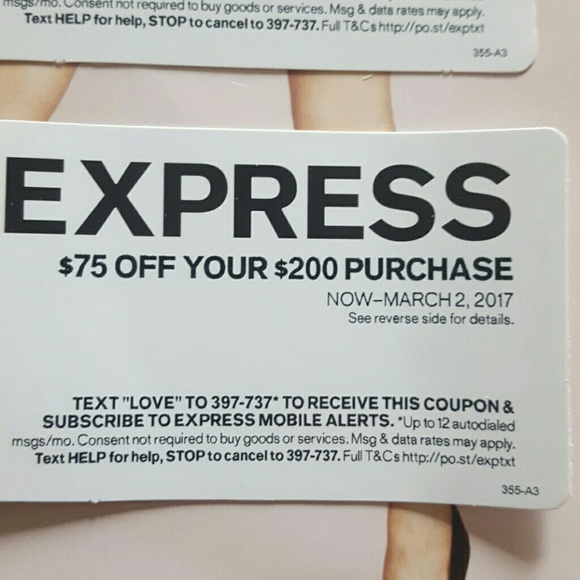 msgs/mo. Consent not required to buy goods or services. Msg & data rates may apply.
Text HELP for help, STOP to cancel to 397-737. Full T&Cs http://po.st/exptxt
355-A3
EXPRESS
$75 OFF YOUR $200 PURCHASE
NOW–MARCH 2, 2017
See reverse side for details.
TEXT "LOVE" TO 397-737* TO RECEIVE THIS COUPON &
SUBSCRIBE TO EXPRESS MOBILE ALERTS. *Up to 12 autodialed
msgs/mo. Consent not required to buy goods or services. Msg & data rates may apply.
Text HELP for help, STOP to cancel to 397-737. Full T&Cs http://po.st/exptxt
355-A3